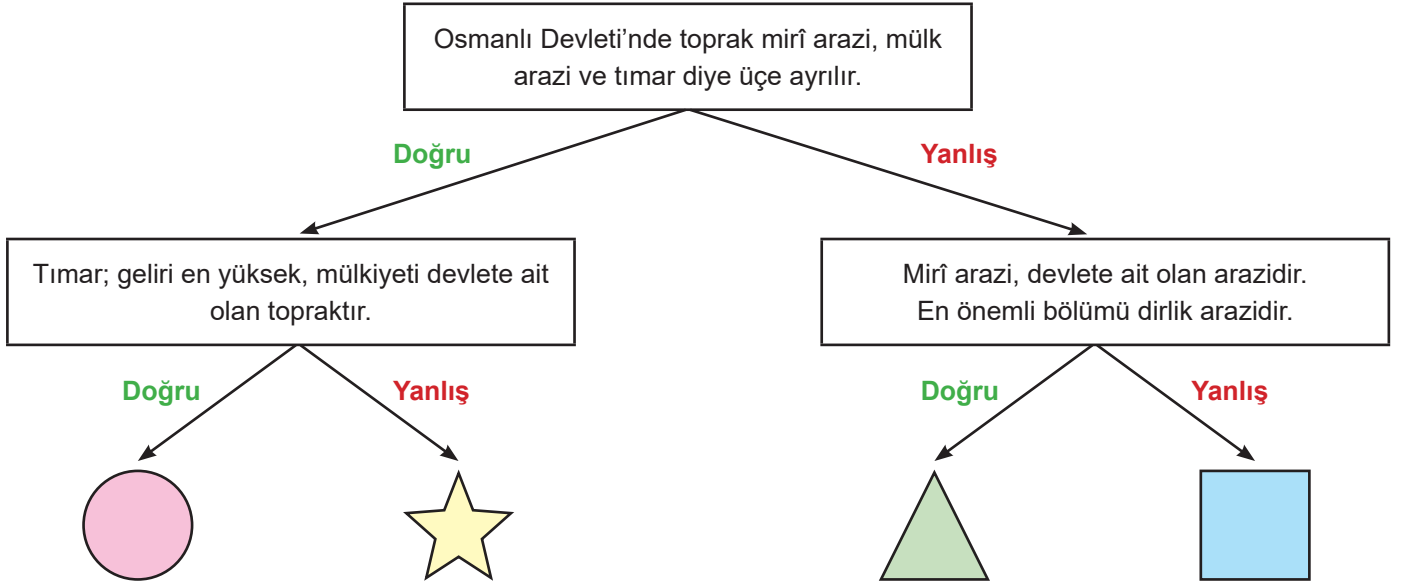 Osmanlı Devleti’nde toprak mirî arazi, mülk
arazi ve tımar diye üçe ayrılır.
Doğru
Yanlış
Tımar; geliri en yüksek, mülkiyeti devlete ait
olan topraktır.
Mirî arazi, devlete ait olan arazidir.
En önemli bölümü dirlik arazidir.
Doğru
Yanlış
Doğru
Yanlış